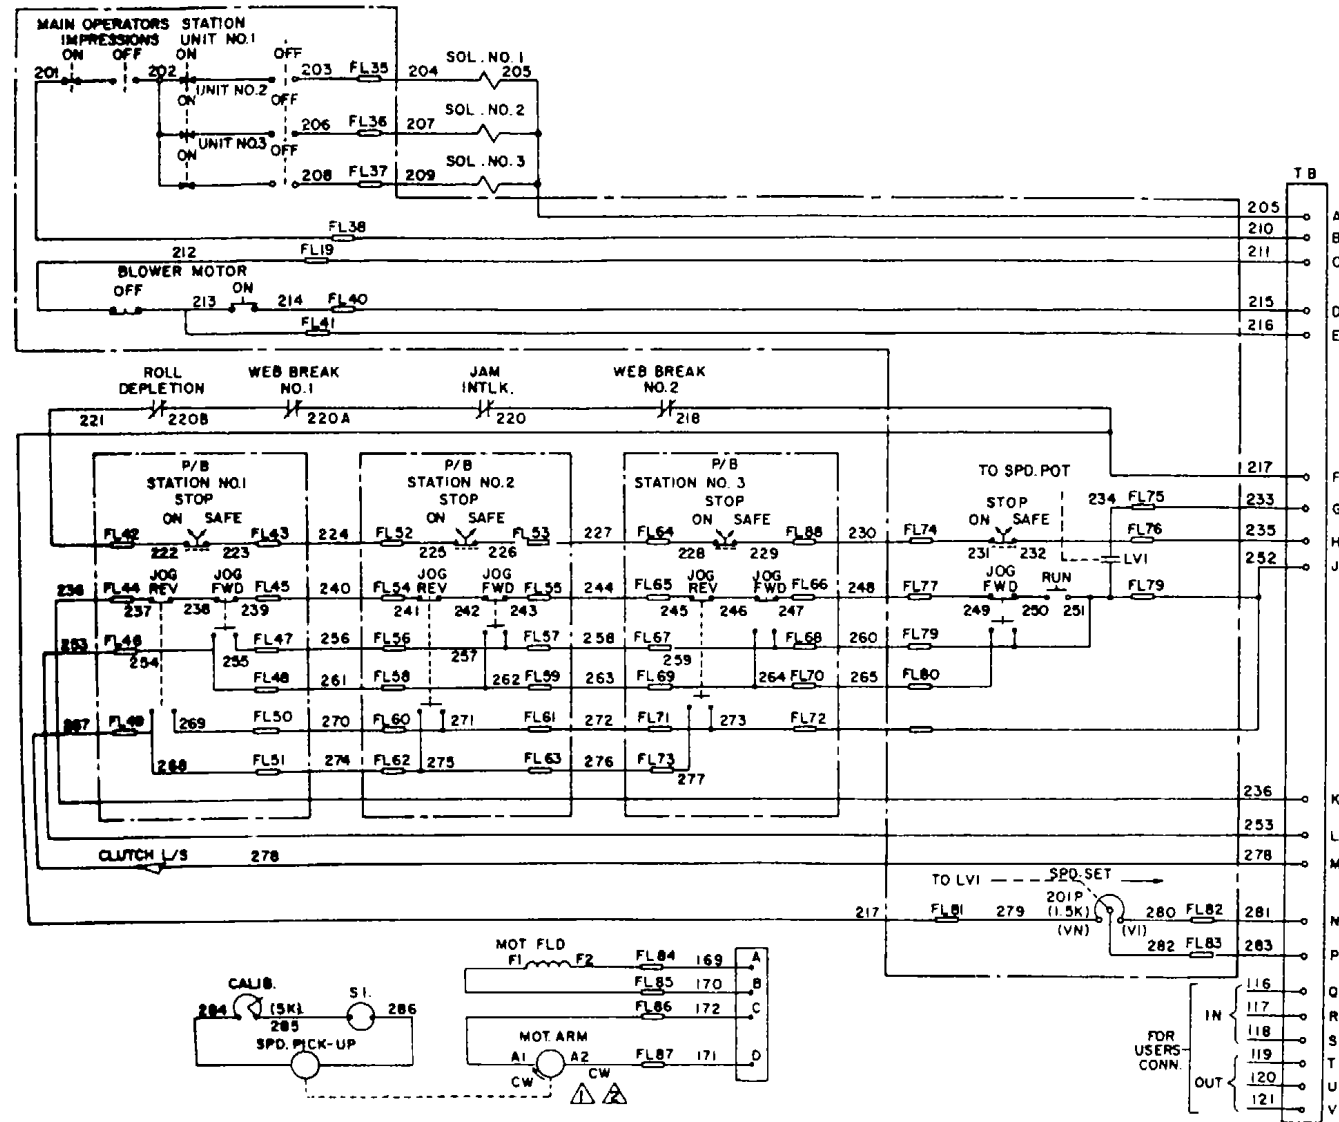 MAIN OPERATORS STATION
IMPRESSIONS UNIT NO.1
ON OFF ON OFF
201 202 203 FL35 204 SOL. NO. 1 205
UNIT NO.2
ON OFF
206 FL36 207 SOL. NO. 2
UNIT NO.3
ON OFF
208 FL37 209 SOL. NO. 3
TB
205 A
FL38 210 B
212 FL19 211 C
BLOWER MOTOR
OFF ON
213 214 FL40 215 D
FL41 216 E
ROLL DEPLETION
WEB BREAK NO.1
JAM INTLK.
WEB BREAK NO.2
221 220B 220A 220 218
P/B STATION NO.1
P/B STATION NO.2
P/B STATION NO. 3
TO SPD. POT
217 F
234 FL75 233 G
STOP STOP STOP STOP
ON SAFE ON SAFE ON SAFE ON SAFE
FL42 222 223 FL43 224 FL52 225 226 FL53 227 FL64 228 229 FL88 230 FL74 231 232 FL76 235 H
LVI 252 J
JOG REV JOG FWD JOG REV JOG FWD JOG REV JOG FWD JOG FWD RUN
236 FL44 237 238 239 FL45 240 FL54 241 242 243 FL55 244 FL65 245 246 247 FL66 248 FL77 249 250 251 FL79
253 FL46 254 255 FL47 256 FL56 257 FL57 258 FL67 259 FL68 260 FL79
FL48 261 FL58 262 FL59 263 FL69 264 FL70 265 FL80
267 FL49 269 FL50 270 FL60 271 FL61 272 FL71 273 FL72
268 FL51 274 FL62 275 FL63 276 FL73 277
236 K
253 L
CLUTCH L/S 278 278 M
TO LVI SPD.SET
201P
(1.5K)
(VN) (VI)
217 FL81 279 280 FL82 281 N
282 FL83 283 P
MOT FLD
F1 F2 FL84 169 A
FL85 170 B
FL86 172 C
MOT. ARM
A1 A2 FL87 171 D
CW CW 1 2
CALIB.
284 (5K) 285 S.I. 286
SPD. PICK-UP
FOR USERS CONN.
IN
116 Q
117 R
118 S
OUT
119 T
120 U
121 V